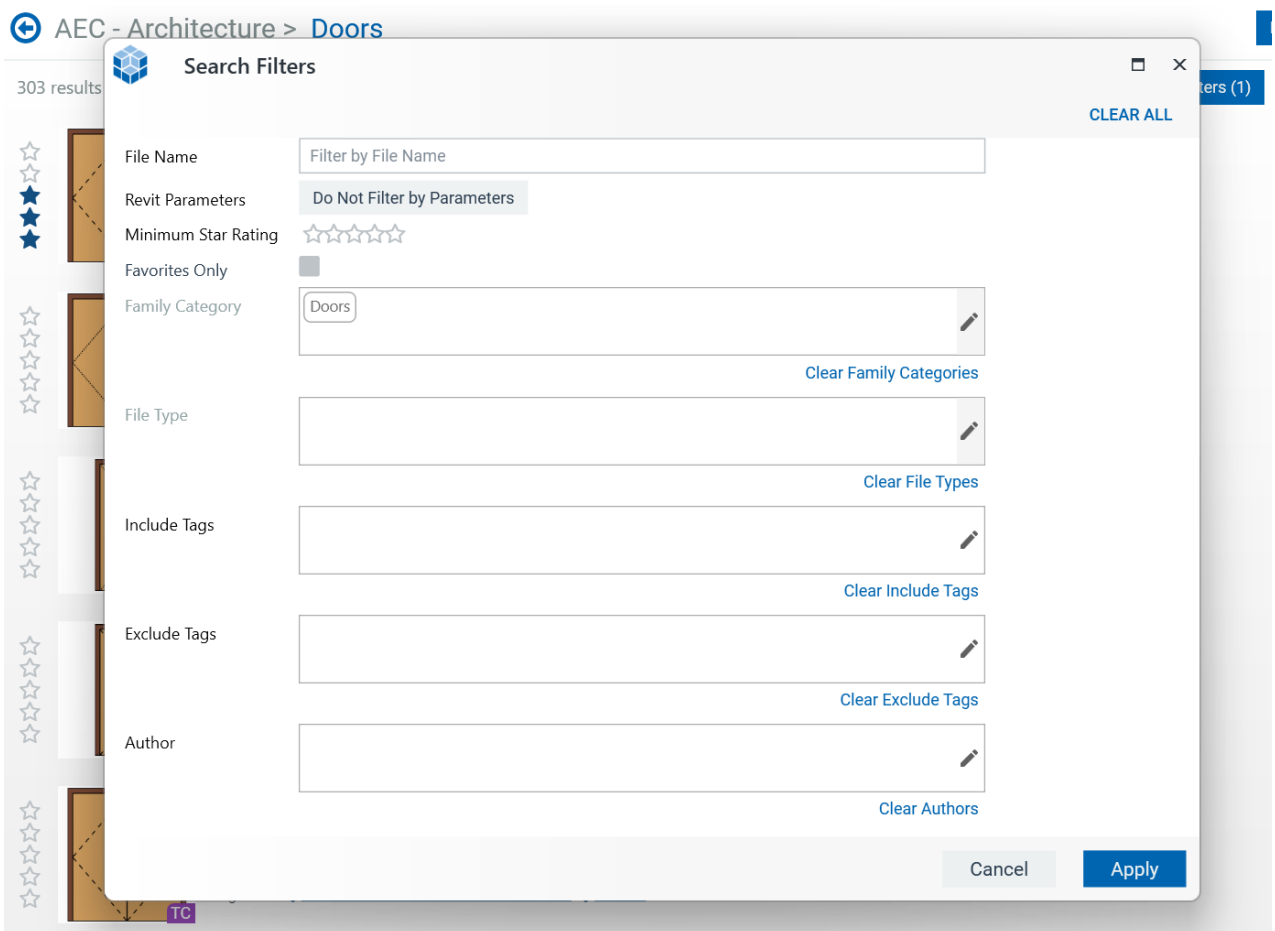 AEC - Architecture > Doors
Search Filters
303 results
ters (1)
CLEAR ALL
File Name
Filter by File Name
Revit Parameters
Do Not Filter by Parameters
Minimum Star Rating
Favorites Only
Family Category
Doors
Clear Family Categories
File Type
Clear File Types
Include Tags
Clear Include Tags
Exclude Tags
Clear Exclude Tags
Author
Clear Authors
Cancel
Apply
TC